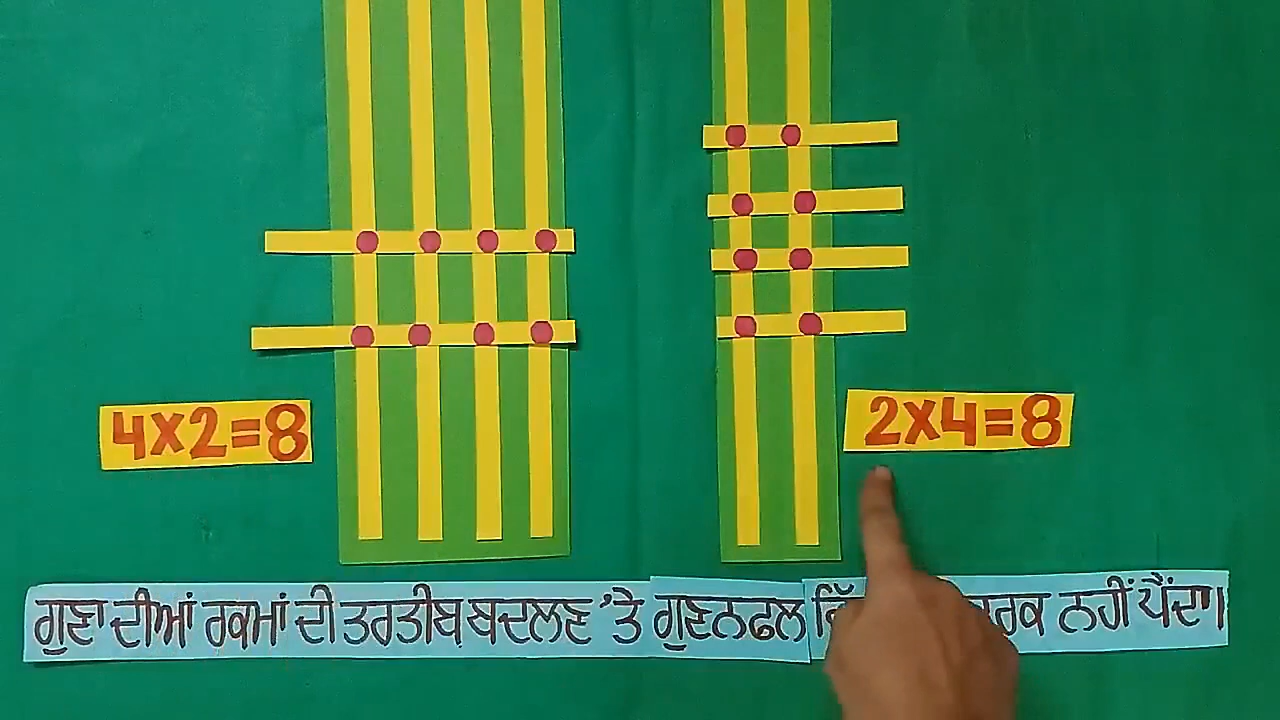 4x2=8
2x4=8
ਗੁਣਾ ਦੀਆਂ ਰਕਮਾਂ ਦੀ ਤਰਤੀਬ ਬਦਲਣ 'ਤੇ ਗੁਣਨਫਲ ਨਹੀਂ ਪੈਂਦਾ।